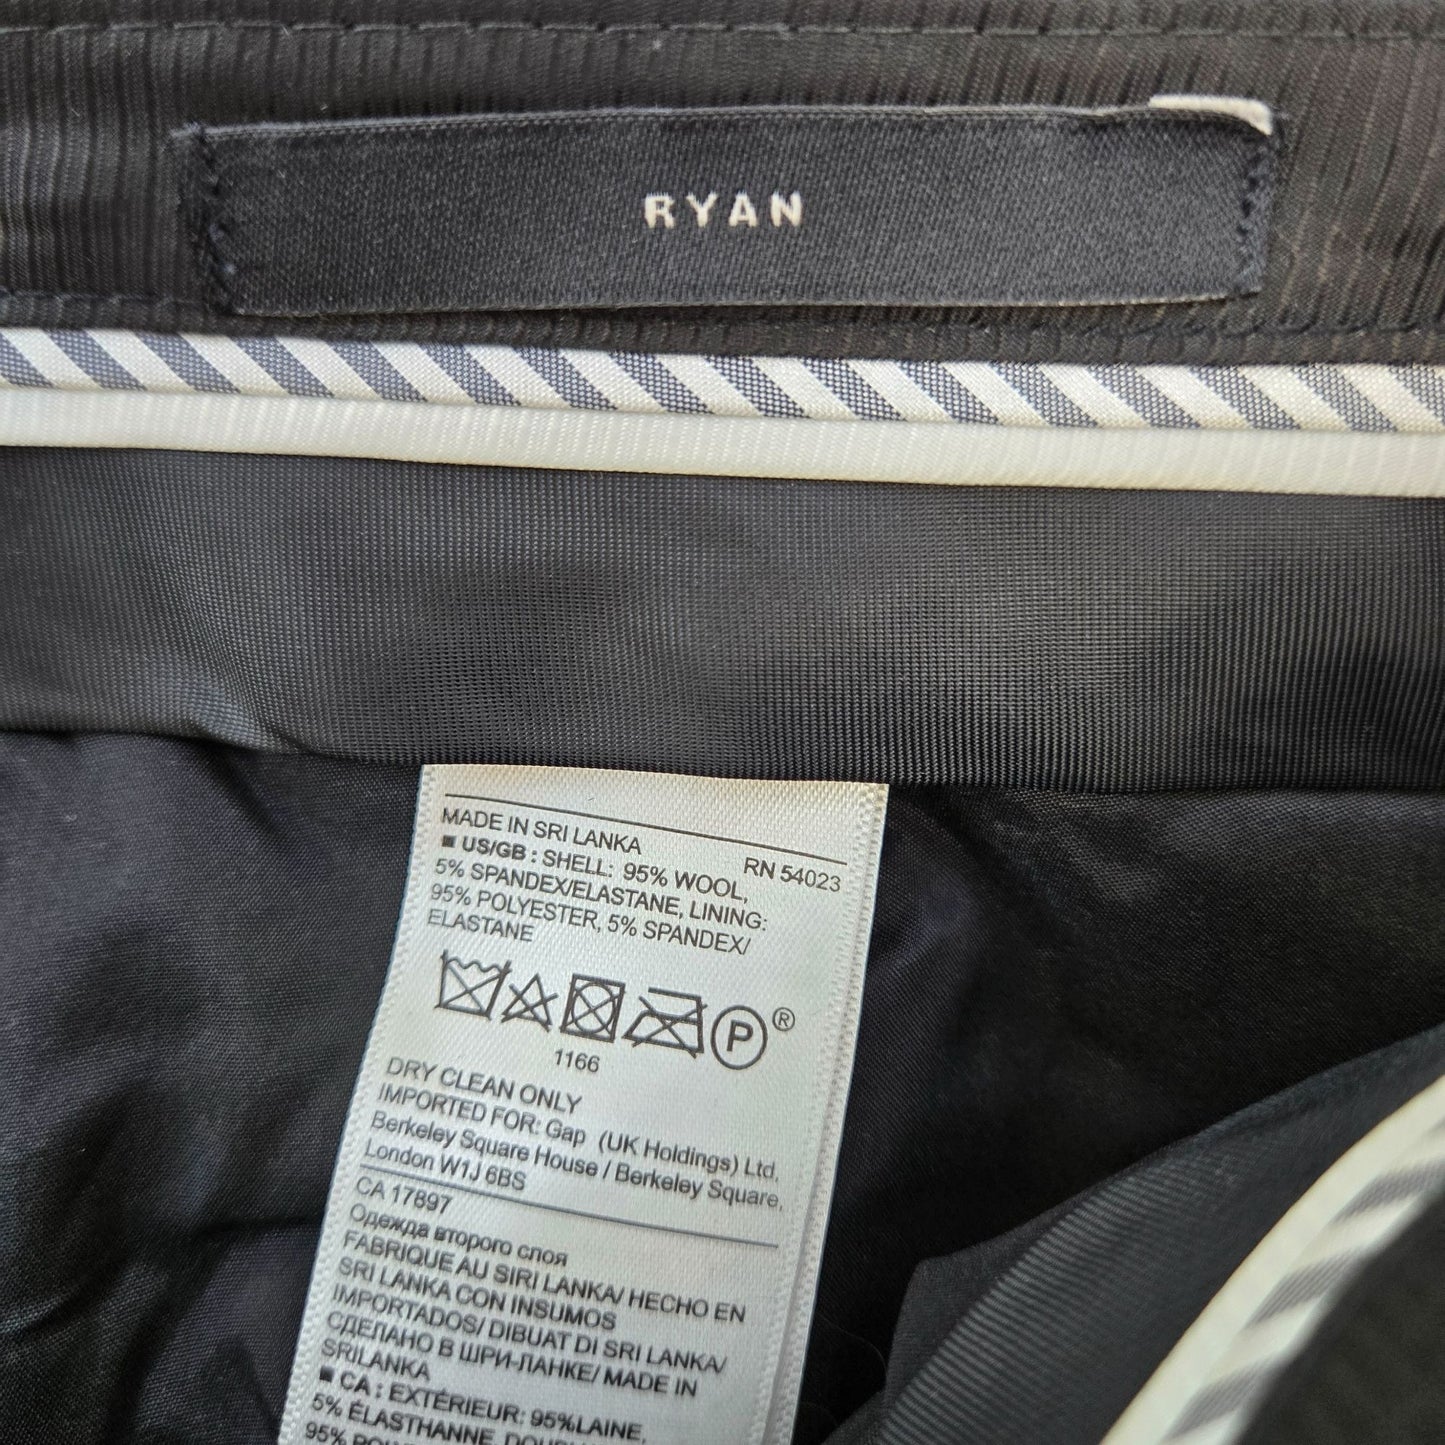 RYAN
MADE IN SRI LANKA
RN 54023
■ US/GB : SHELL: 95% WOOL,
5% SPANDEX/ELASTANE, LINING:
95% POLYESTER, 5% SPANDEX/
ELASTANE
P ®
1166
DRY CLEAN ONLY
IMPORTED FOR: Gap (UK Holdings) Ltd,
Berkeley Square House / Berkeley Square,
London W1J 6BS
CA 17897
Одежда второго слоя
FABRIQUE AU SIRI LANKA/ HECHO EN
SRI LANKA CON INSUMOS
IMPORTADOS/ DIBUAT DI SRI LANKA/
СДЕЛАНО В ШРИ-ЛАНКЕ/ MADE IN
SRILANKA
■ CA : EXTÉRIEUR: 95%LAINE,
5% ÉLASTHANNE,
95%